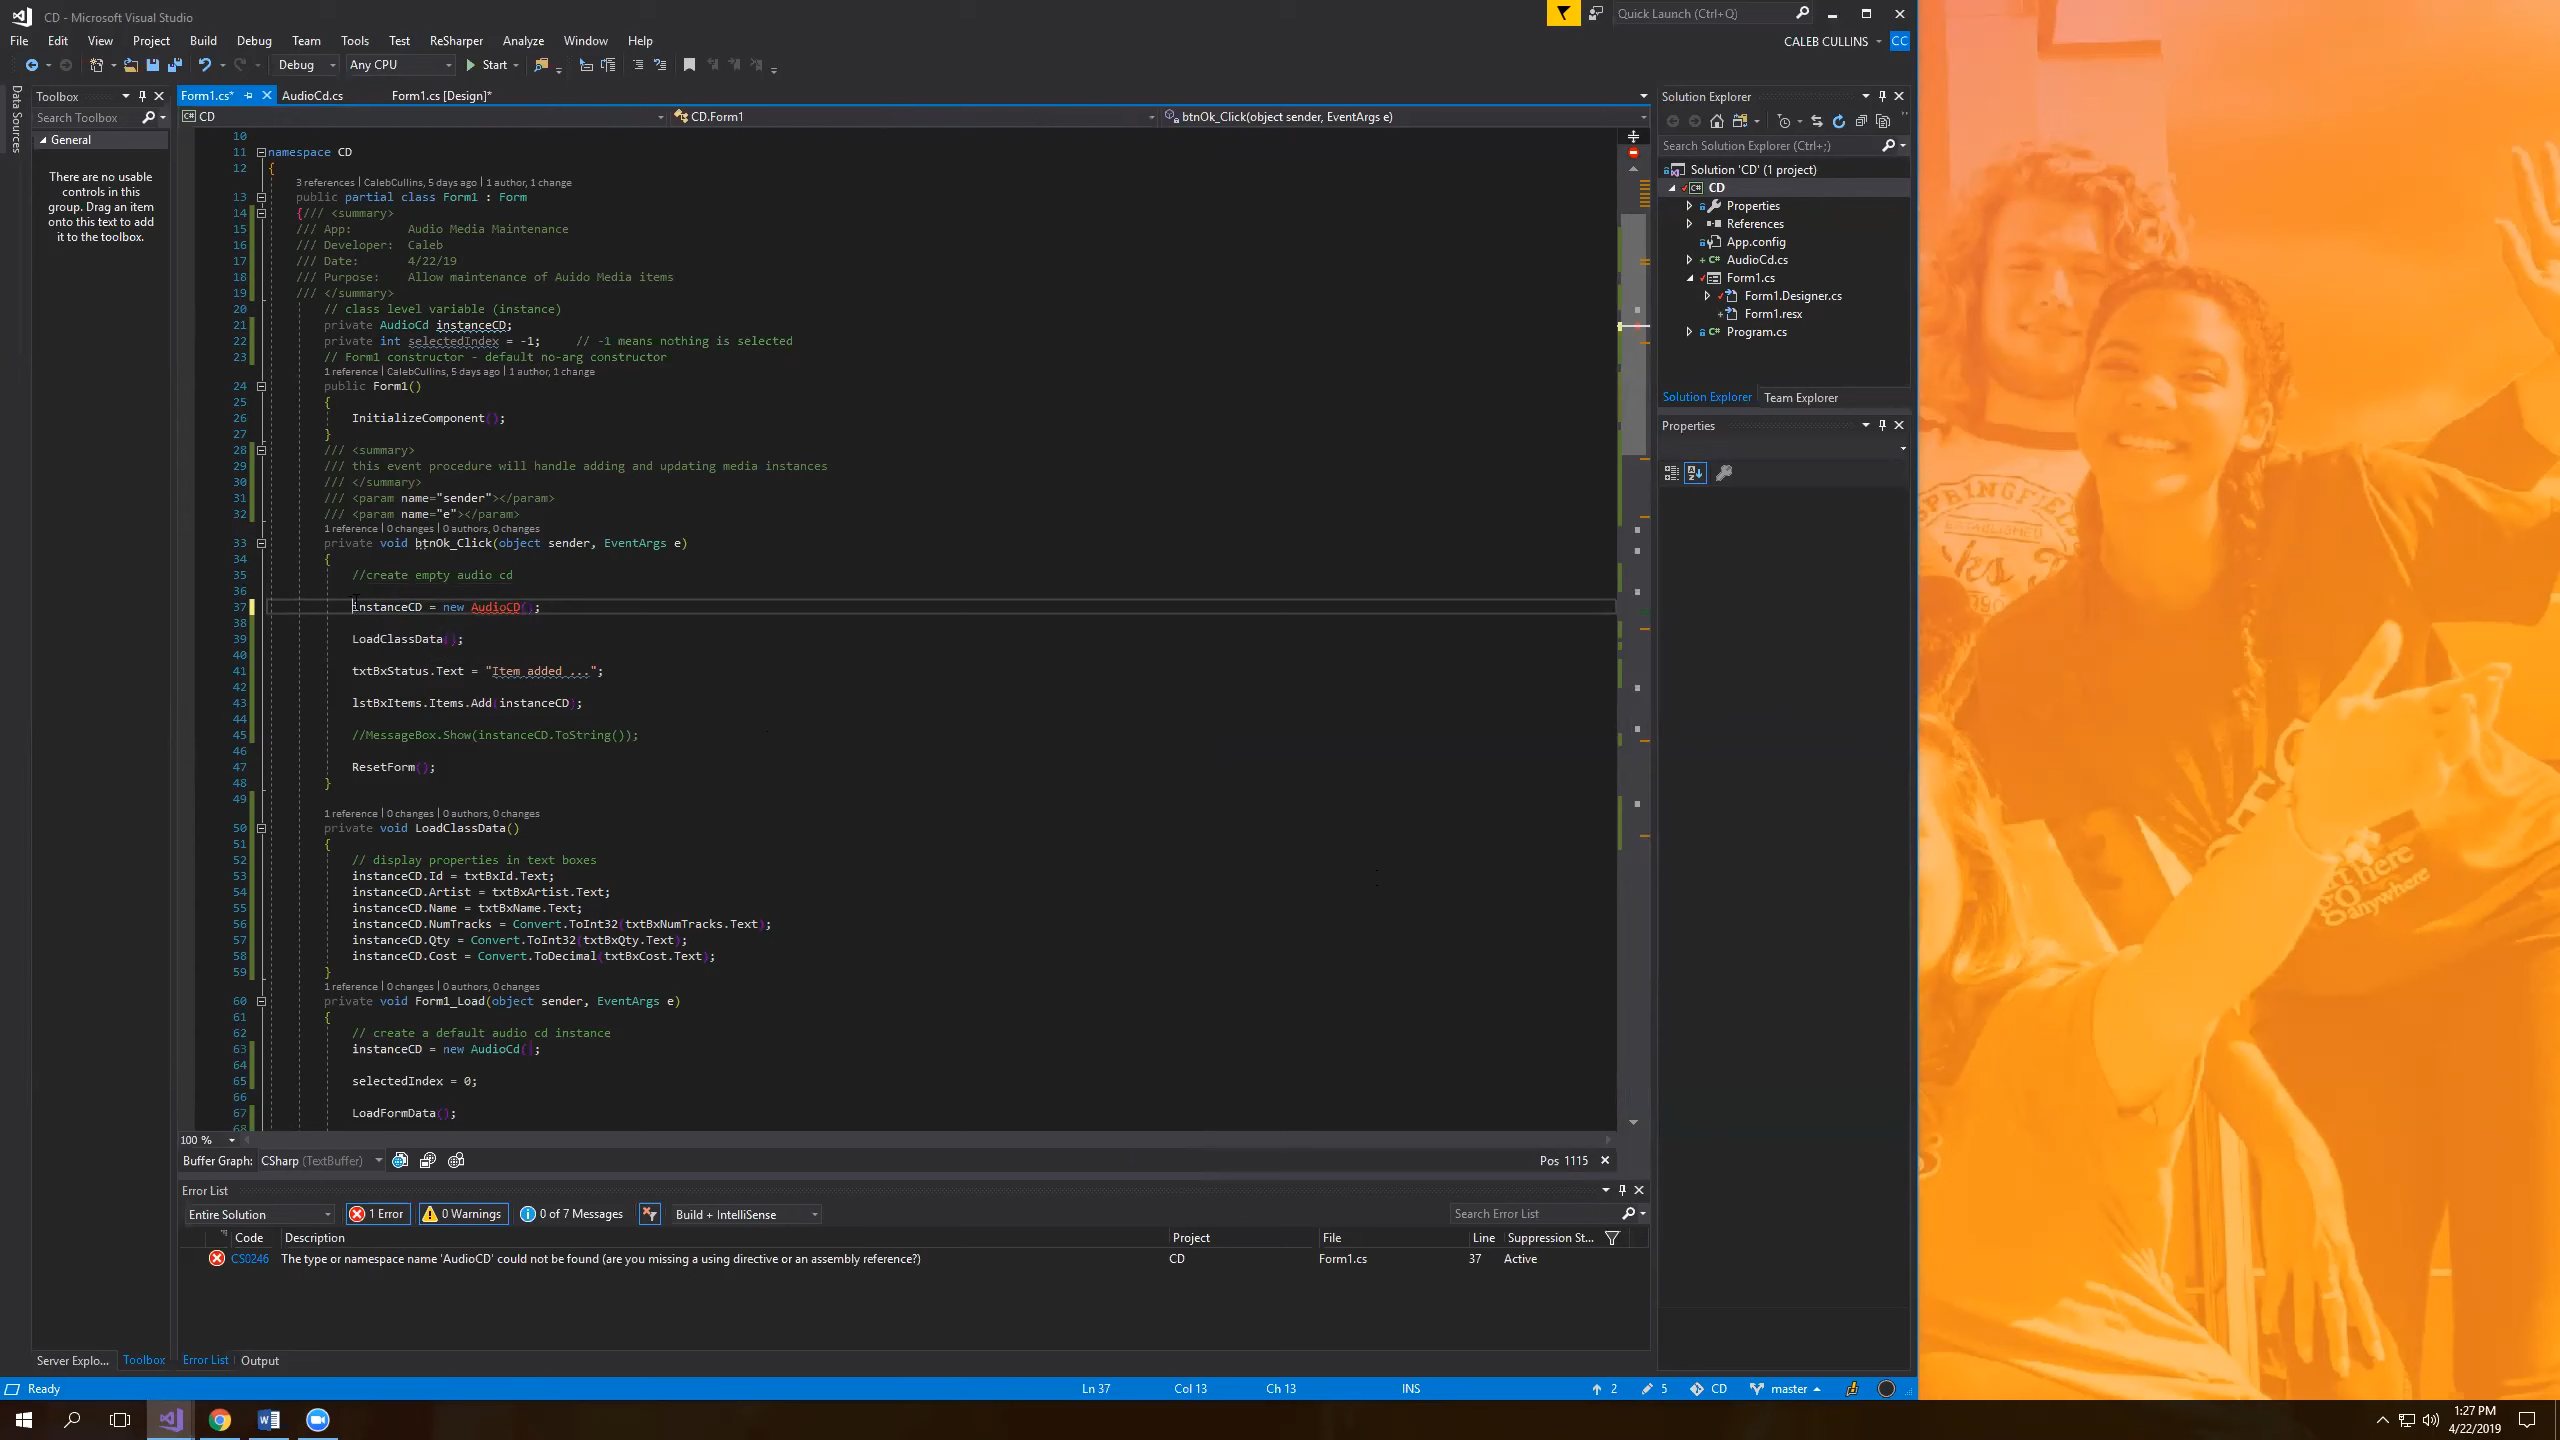 CD - Microsoft Visual Studio
Quick Launch (Ctrl+Q)
File Edit View Project Build Debug Team Tools Test ReSharper Analyze Window Help
CALEB CULLINS CC
Debug Any CPU Start
Data Sources
Toolbox
Search Toolbox
General
There are no usable
controls in this
group. Drag an item
onto this text to add
it to the toolbox.
Form1.cs* AudioCd.cs Form1.cs [Design]*
CD CD.Form1 btnOk_Click(object sender, EventArgs e)
10
11 namespace CD
12 {
3 references | CalebCullins, 5 days ago | 1 author, 1 change
13 public partial class Form1 : Form
14 {/// <summary>
15 /// App: Audio Media Maintenance
16 /// Developer: Caleb
17 /// Date: 4/22/19
18 /// Purpose: Allow maintenance of Auido Media items
19 /// </summary>
20 // class level variable (instance)
21 private AudioCd instanceCD;
22 private int selectedIndex = -1; // -1 means nothing is selected
23 // Form1 constructor - default no-arg constructor
1 reference | CalebCullins, 5 days ago | 1 author, 1 change
24 public Form1()
25 {
26 InitializeComponent();
27 }
28 /// <summary>
29 /// this event procedure will handle adding and updating media instances
30 /// </summary>
31 /// <param name="sender"></param>
32 /// <param name="e"></param>
1 reference | 0 changes | 0 authors, 0 changes
33 private void btnOk_Click(object sender, EventArgs e)
34 {
35 //create empty audio cd
36
37 instanceCD = new AudioCD();
38
39 LoadClassData();
40
41 txtBxStatus.Text = "Item added ...";
42
43 lstBxItems.Items.Add(instanceCD);
44
45 //MessageBox.Show(instanceCD.ToString());
46
47 ResetForm();
48 }
49
1 reference | 0 changes | 0 authors, 0 changes
50 private void LoadClassData()
51 {
52 // display properties in text boxes
53 instanceCD.Id = txtBxId.Text;
54 instanceCD.Artist = txtBxArtist.Text;
55 instanceCD.Name = txtBxName.Text;
56 instanceCD.NumTracks = Convert.ToInt32(txtBxNumTracks.Text);
57 instanceCD.Qty = Convert.ToInt32(txtBxQty.Text);
58 instanceCD.Cost = Convert.ToDecimal(txtBxCost.Text);
59 }
1 reference | 0 changes | 0 authors, 0 changes
60 private void Form1_Load(object sender, EventArgs e)
61 {
62 // create a default audio cd instance
63 instanceCD = new AudioCd();
64
65 selectedIndex = 0;
66
67 LoadFormData();
68
100 %
Buffer Graph: CSharp (TextBuffer) Pos 1115
Error List
Entire Solution 1 Error 0 Warnings 0 of 7 Messages Build + IntelliSense Search Error List
Code Description Project File Line Suppression St...
CS0246 The type or namespace name 'AudioCD' could not be found (are you missing a using directive or an assembly reference?) CD Form1.cs 37 Active
Server Explo... Toolbox Error List Output
Solution Explorer
Search Solution Explorer (Ctrl+;)
Solution 'CD' (1 project)
CD
Properties
References
App.config
AudioCd.cs
Form1.cs
Form1.Designer.cs
Form1.resx
Program.cs
Solution Explorer Team Explorer
Properties
Ready Ln 37 Col 13 Ch 13 INS 2 5 CD master
SPRINGFIELD
here
go
anywhere
1:27 PM
4/22/2019